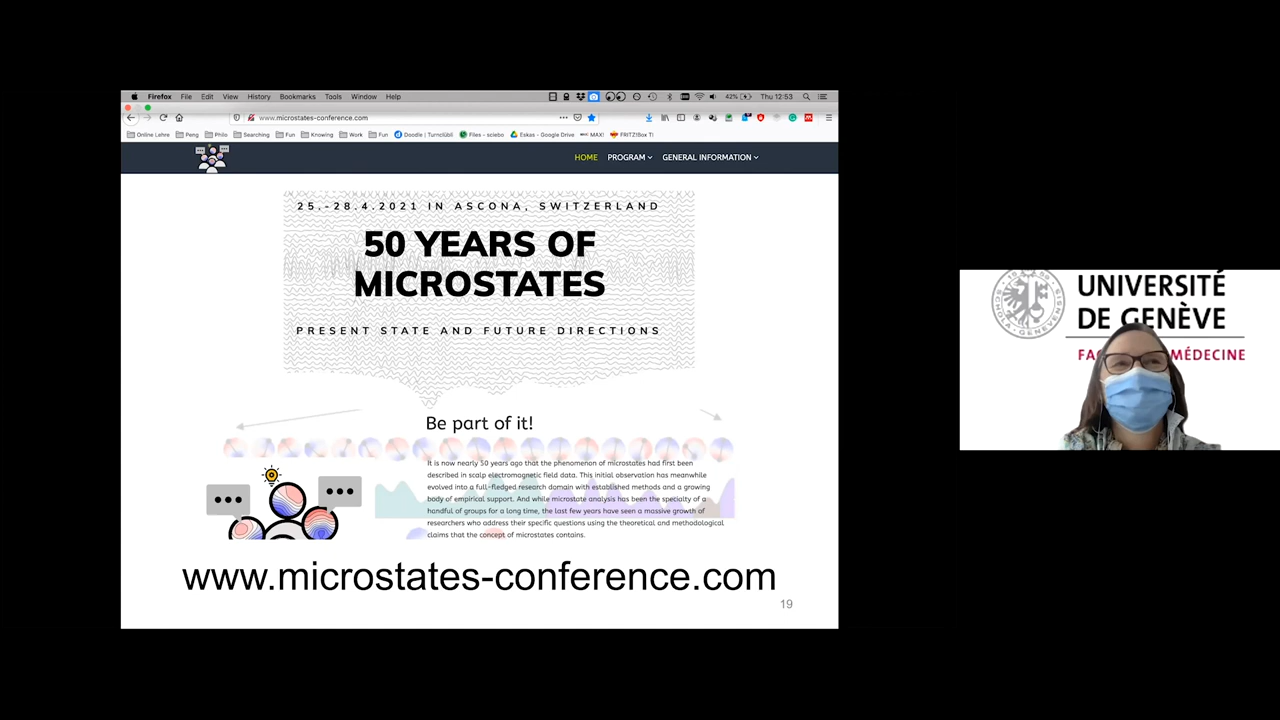 Firefox File Edit View History Bookmarks Tools Window Help
42% Thu 12:53
www.microstates-conference.com
Online Lehre Peng Philo Searching Fun Knowing Work Fun Doodle | Turnclübli Files - sciebo Eskas - Google Drive MAX! FRITZ!Box 7!
HOME PROGRAM GENERAL INFORMATION
25.-28.4.2021 IN ASCONA, SWITZERLAND
50 YEARS OF
MICROSTATES
PRESENT STATE AND FUTURE DIRECTIONS
Be part of it!
It is now nearly 50 years ago that the phenomenon of microstates had first been
described in scalp electromagnetic field data. This initial observation has meanwhile
evolved into a full-fledged research domain with established methods and a growing
body of empirical support. And while microstate analysis has been the specialty of a
handful of groups for a long time, the last few years have seen a massive growth of
researchers who address their specific questions using the theoretical and methodological
claims that the concept of microstates contains.
www.microstates-conference.com
19
UNIVERSITÉ
DE GENÈVE
MÉDECINE